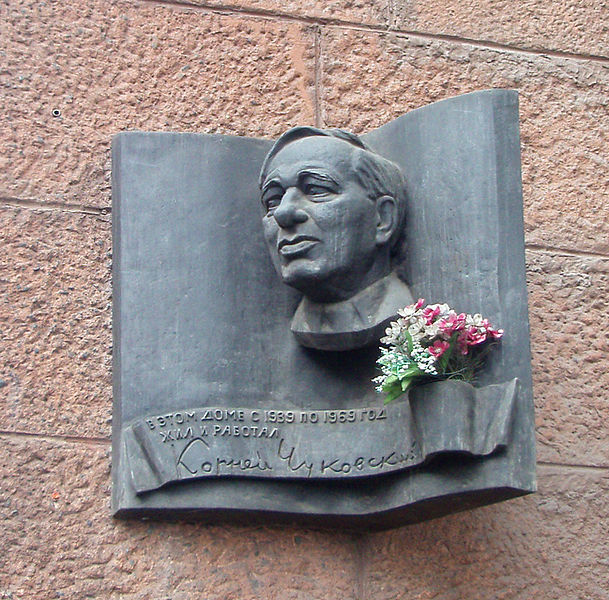 В ЭТОМ ДОМЕ С 1939 ПО 1969 ГОД
ЖИЛ И РАБОТАЛ
Корней Чуковский